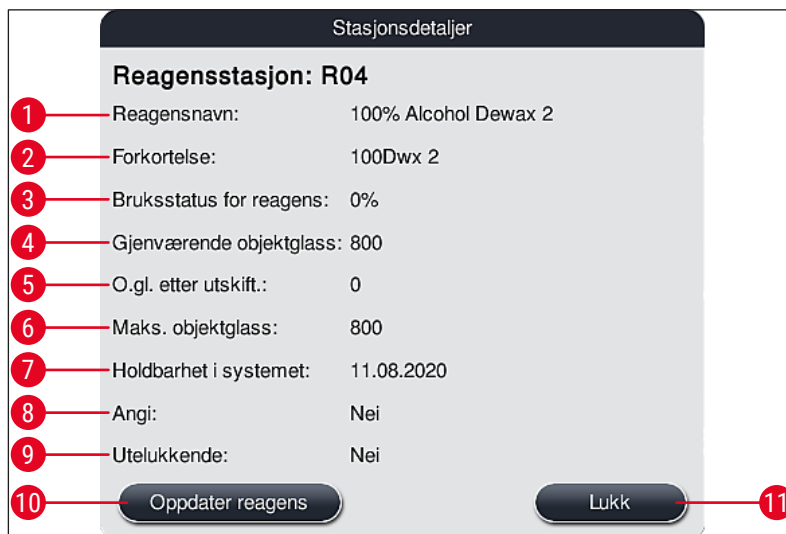 Stasjonsdetaljer
Reagensstasjon: R04
1 Reagensnavn: 100% Alcohol Dewax 2
2 Forkortelse: 100Dwx 2
3 Bruksstatus for reagens: 0%
4 Gjenværende objektglass: 800
5 O.gl. etter utskift.: 0
6 Maks. objektglass: 800
7 Holdbarhet i systemet: 11.08.2020
8 Angi: Nei
9 Utelukkende: Nei
10 Oppdater reagens Lukk 11